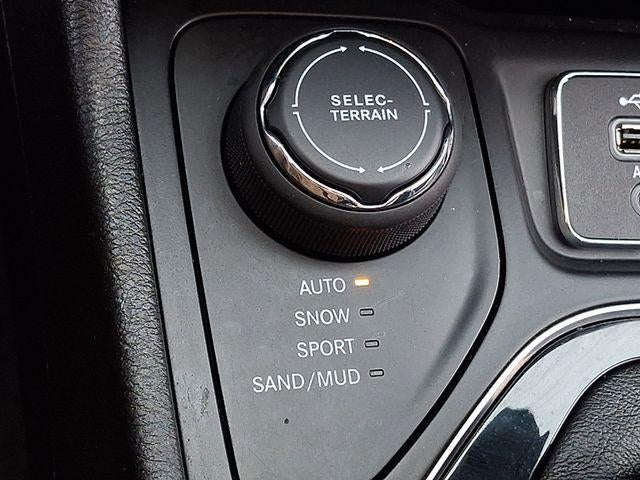 SELEC-
TERRAIN
AUTO
SNOW
SPORT
SAND/MUD